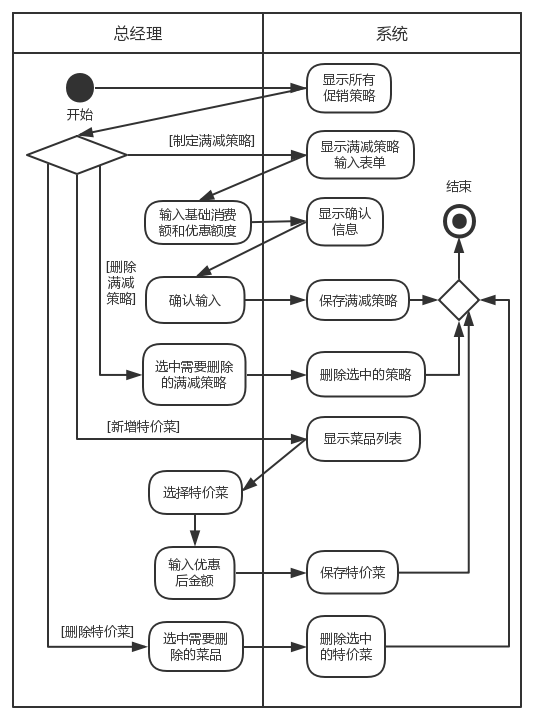 总经理
系统
显示所有
促销策略
开始
[制定满减策略]
显示满减策略
输入表单
结束
输入基础消费
额和优惠额度
显示确认
信息
[删除
满减
策略]
确认输入
保存满减策略
选中需要删除
的满减策略
删除选中的策略
[新增特价菜]
显示菜品列表
选择特价菜
输入优惠
后金额
保存特价菜
[删除特价菜]
选中需要删
除的菜品
删除选中
的特价菜